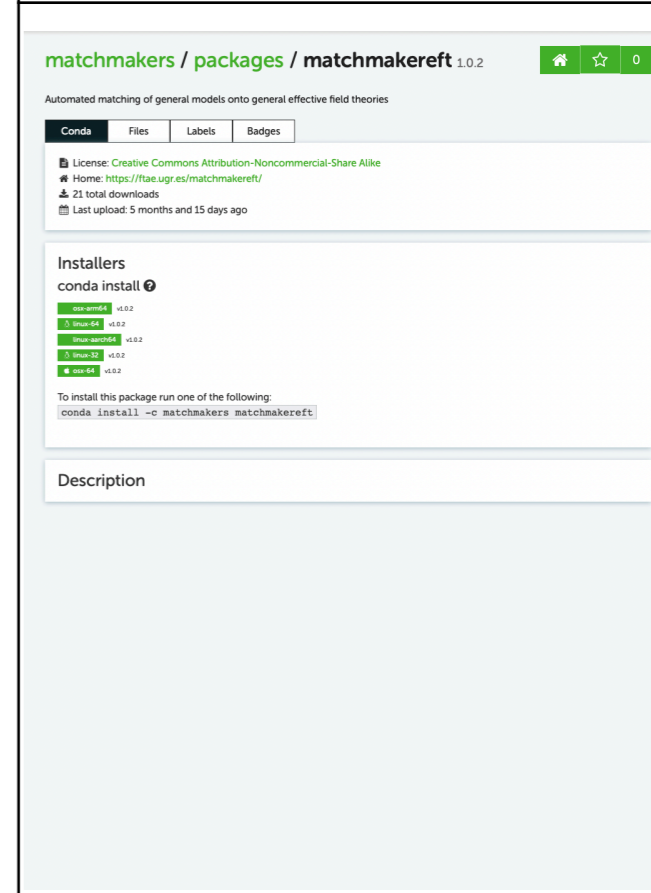 matchmakers / packages / matchmakereft 1.0.2
0
Automated matching of general models onto general effective field theories
Conda Files Labels Badges
License: Creative Commons Attribution-Noncommercial-Share Alike
Home: https://ftae.ugr.es/matchmakereft/
21 total downloads
Last upload: 5 months and 15 days ago
Installers
conda install ?
osx-arm64 v1.0.2
linux-64 v1.0.2
linux-aarch64 v1.0.2
linux-32 v1.0.2
osx-64 v1.0.2
To install this package run one of the following:
conda install -c matchmakers matchmakereft
Description